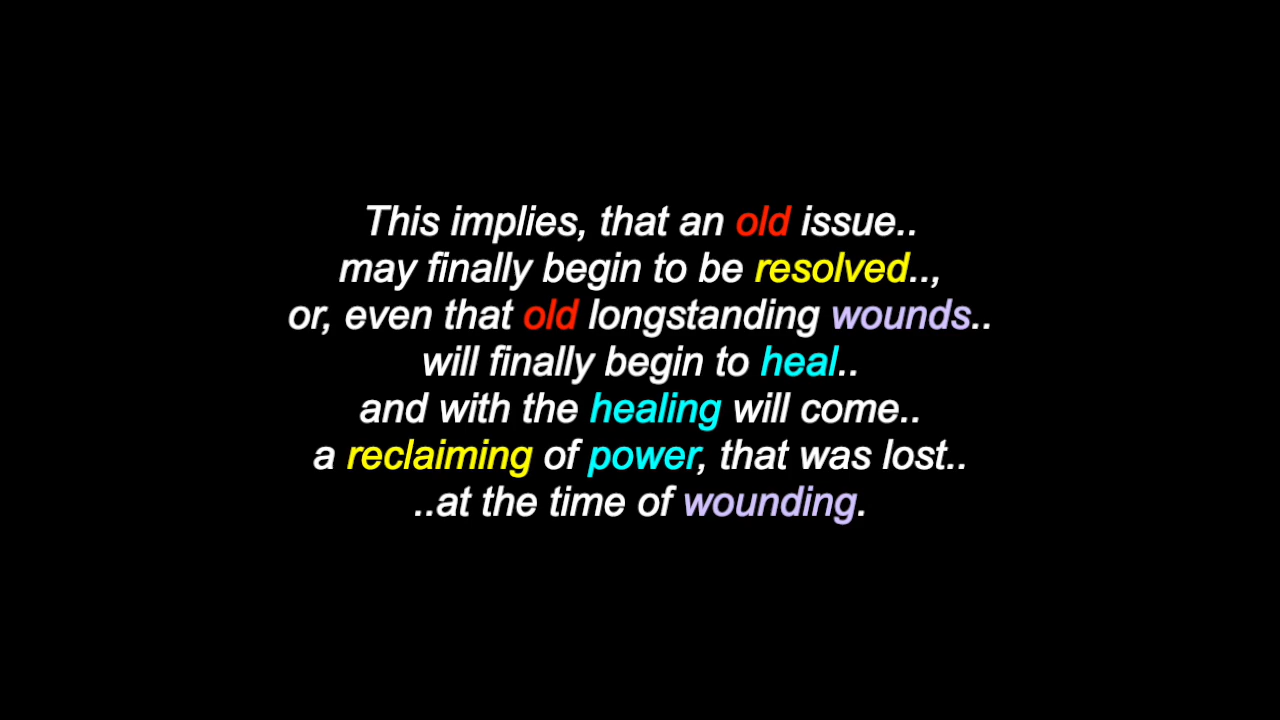 This implies, that an old issue..
may finally begin to be resolved..,
or, even that old longstanding wounds..
will finally begin to heal..
and with the healing will come..
a reclaiming of power, that was lost..
..at the time of wounding.